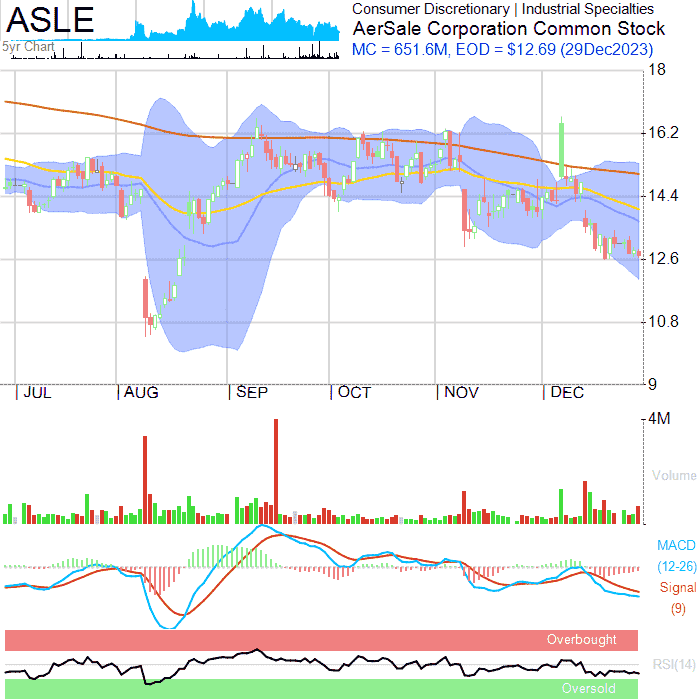 ASLE
5yr Chart
Consumer Discretionary | Industrial Specialties
AerSale Corporation Common Stock
MC = 651.6M, EOD = $12.69 (29Dec2023)
18
16.2
14.4
12.6
10.8
9
JUL AUG SEP OCT NOV DEC
4M
Volume
MACD
(12-26)
Signal
(9)
Overbought
RSI(14)
Oversold